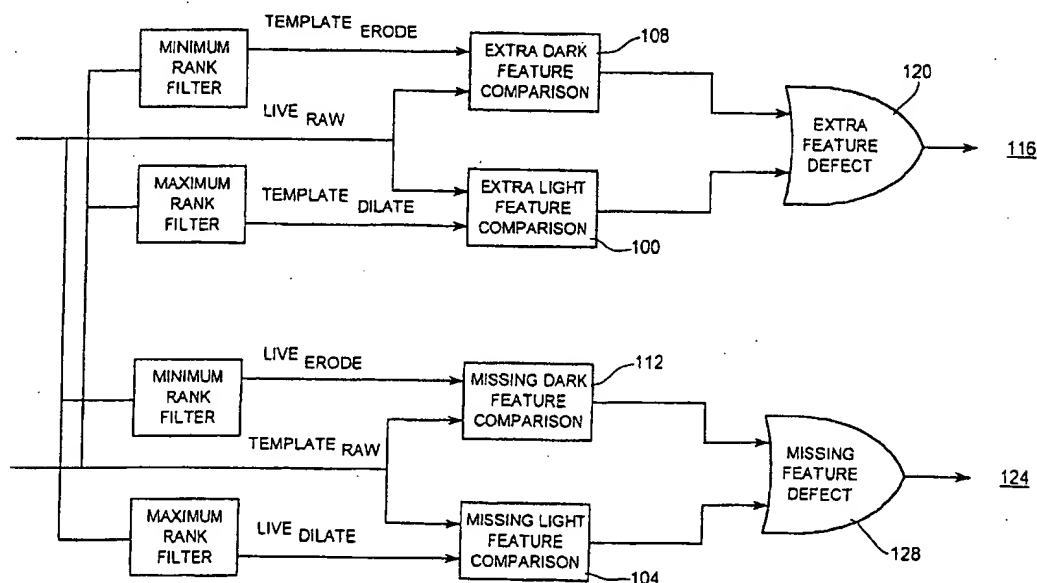 TEMPLATE ERODE
MINIMUM
RANK
FILTER
EXTRA DARK
FEATURE
COMPARISON
108
LIVE RAW
120
EXTRA
FEATURE
DEFECT
116
MAXIMUM
RANK
FILTER
TEMPLATE DILATE
EXTRA LIGHT
FEATURE
COMPARISON
100
LIVE ERODE
MINIMUM
RANK
FILTER
MISSING DARK
FEATURE
COMPARISON
112
TEMPLATE RAW
MISSING
FEATURE
DEFECT
124
128
MAXIMUM
RANK
FILTER
LIVE DILATE
MISSING LIGHT
FEATURE
COMPARISON
104